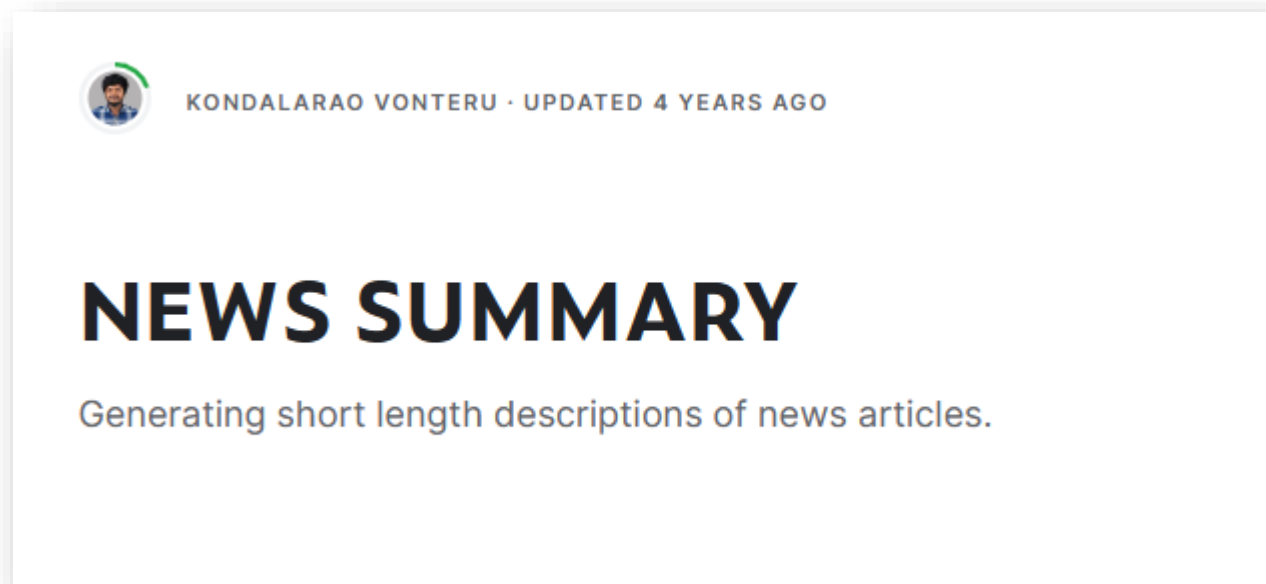 KONDALARAO VONTERU · UPDATED 4 YEARS AGO
NEWS SUMMARY
Generating short length descriptions of news articles.